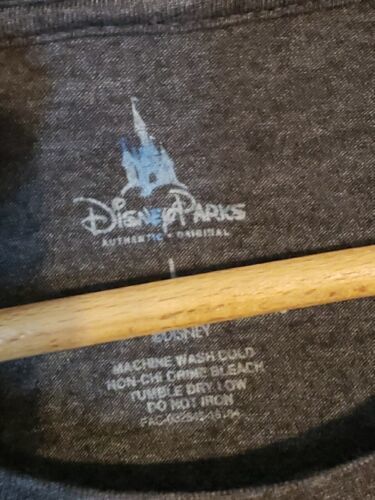 Disney Parks
AUTHENTIC • ORIGINAL
DISNEY
MACHINE WASH COLD
NON-CHLORINE BLEACH
TUMBLE DRY LOW
DO NOT IRON